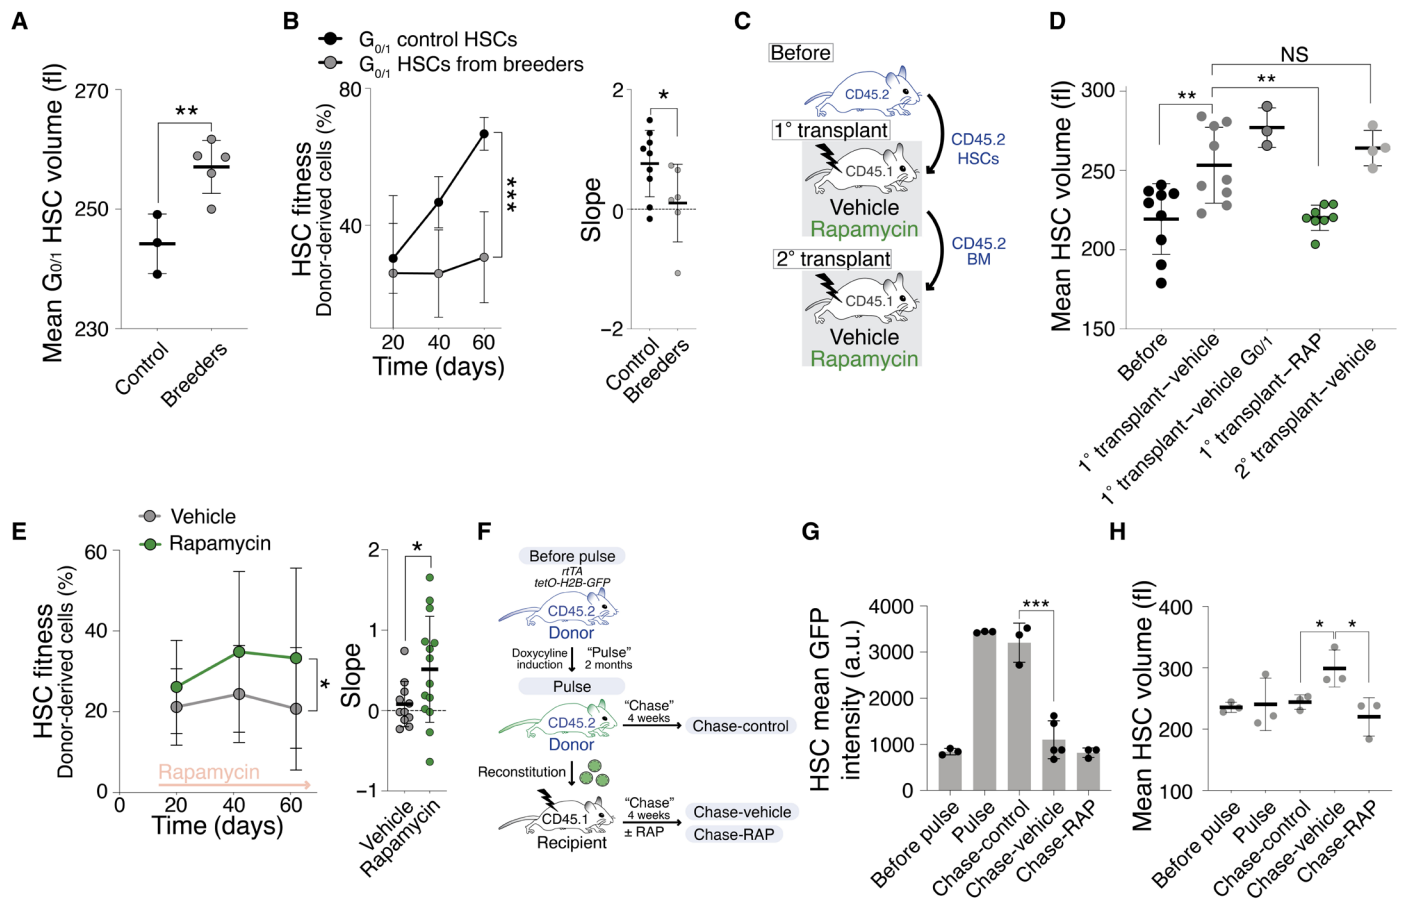 A
Mean G0/1 HSC volume (fl)
270
250
230
**
Control
Breeders
B
G0/1 control HSCs
G0/1 HSCs from breeders
HSC fitness
Donor-derived cells (%)
80
40
***
20
40
60
Time (days)
Slope
2
0
−2
*
Control
Breeders
C
Before
CD45.2
1° transplant
CD45.2
HSCs
CD45.1
Vehicle
Rapamycin
CD45.2
BM
2° transplant
CD45.1
Vehicle
Rapamycin
D
Mean HSC volume (fl)
300
250
200
150
**
**
NS
Before
1° transplant–vehicle
1° transplant–vehicle G0/1
1° transplant–RAP
2° transplant–vehicle
E
Vehicle
Rapamycin
HSC fitness
Donor-derived cells (%)
60
40
20
0
*
Rapamycin
0
20
40
60
Time (days)
Slope
2
1
0
−1
*
Vehicle
Rapamycin
F
Before pulse
rtTA
tetO-H2B-GFP
CD45.2
Donor
Doxycyline
induction
“Pulse”
2 months
Pulse
CD45.2
Donor
“Chase”
4 weeks
Chase-control
Reconstitution
CD45.1
Recipient
“Chase”
4 weeks
± RAP
Chase-vehicle
Chase-RAP
G
HSC mean GFP
intensity (a.u.)
4000
3000
2000
1000
0
***
Before pulse
Pulse
Chase-control
Chase-vehicle
Chase-RAP
H
Mean HSC volume (fl)
400
300
200
100
*
*
Before pulse
Pulse
Chase-control
Chase-vehicle
Chase-RAP